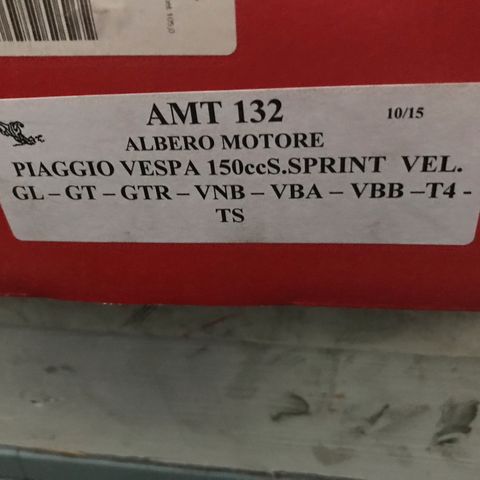 AMT 132 10/15
ALBERO MOTORE
PIAGGIO VESPA 150ccS.SPRINT VEL.
GL – GT – GTR – VNB – VBA – VBB –T4 -
TS